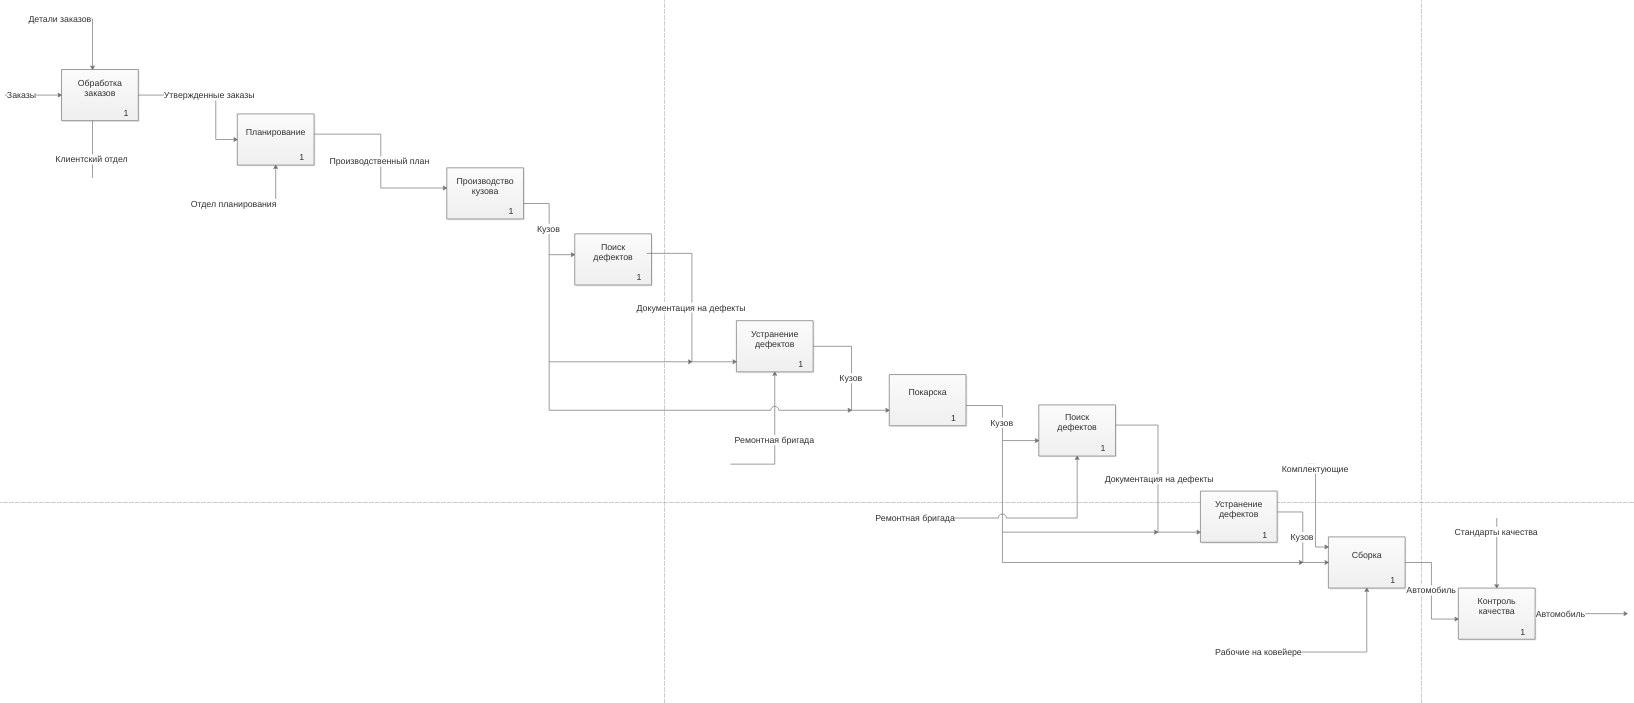 Детали заказов
Обработка
заказов
1
Заказы
Утвержденные заказы
Клиентский отдел
Планирование
1
Производственный план
Отдел планирования
Производство
кузова
1
Кузов
Поиск
дефектов
1
Документация на дефекты
Устранение
дефектов
1
Кузов
Ремонтная бригада
Покарска
1
Кузов
Поиск
дефектов
1
Документация на дефекты
Ремонтная бригада
Комплектующие
Устранение
дефектов
1
Кузов
Сборка
1
Стандарты качества
Автомобиль
Контроль
качества
1
Автомобиль
Рабочие на ковейере